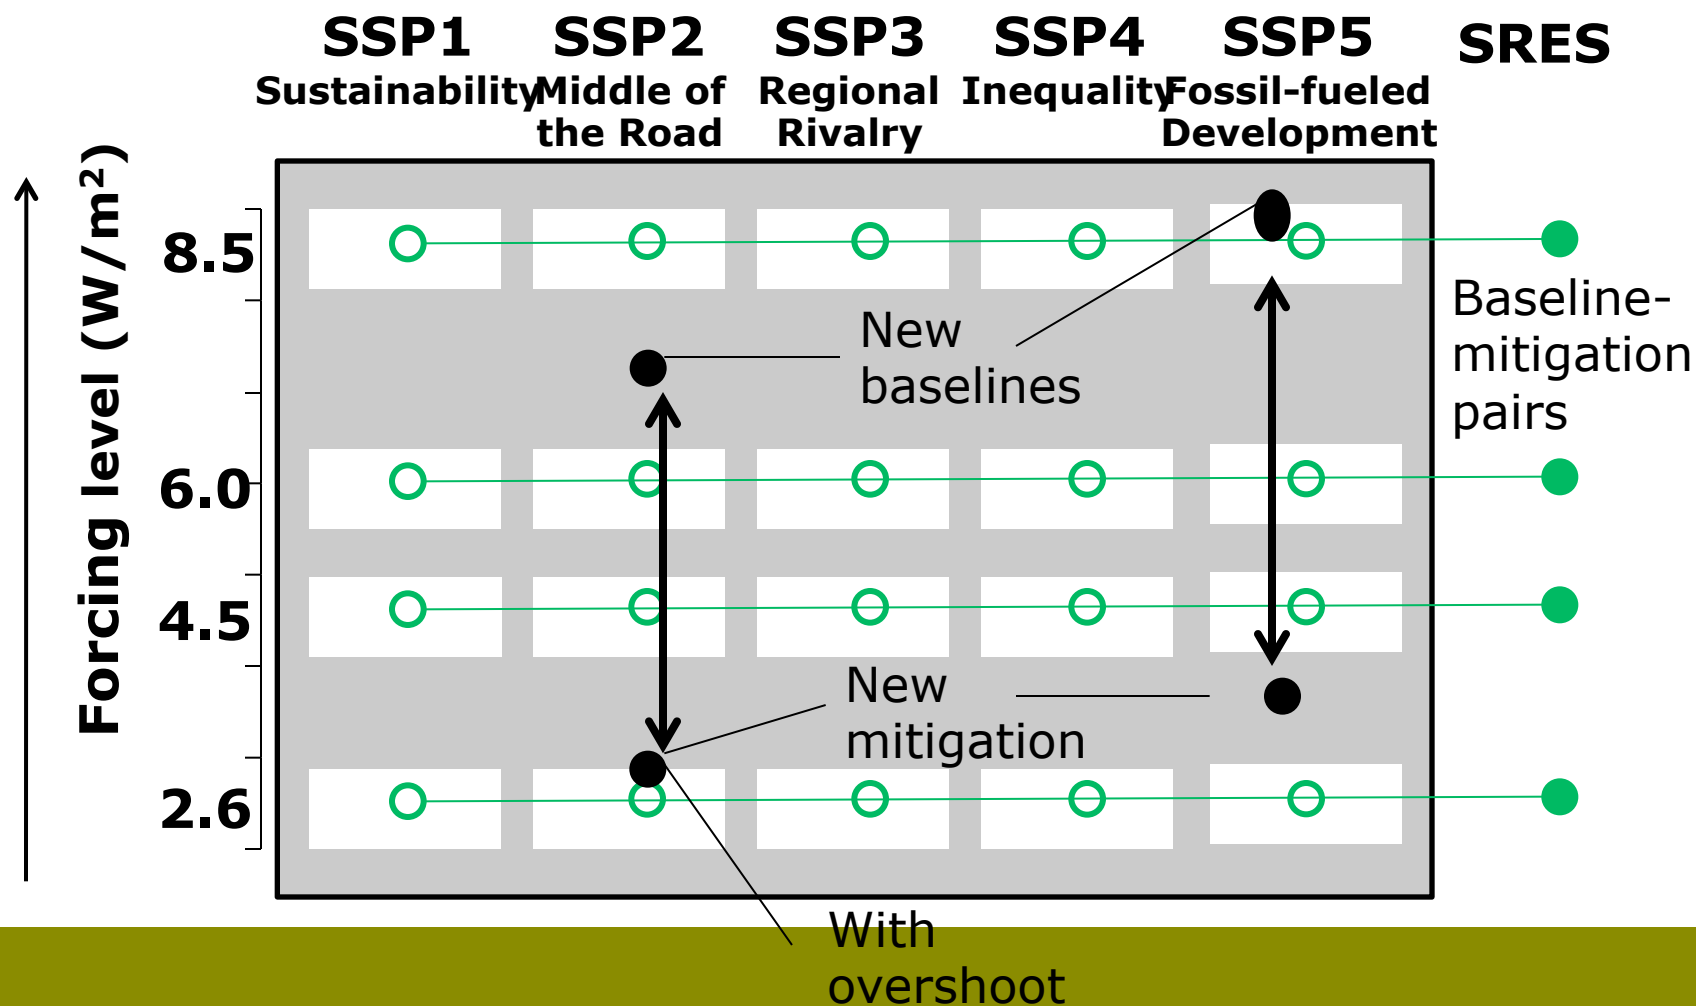 SSP1 SSP2 SSP3 SSP4 SSP5 SRES
Sustainability Middle of Regional Inequality Fossil-fueled
the Road Rivalry Development
Forcing level (W/m²)
8.5
Baseline-
mitigation
pairs
New
baselines
6.0
4.5
New
mitigation
2.6
With
overshoot